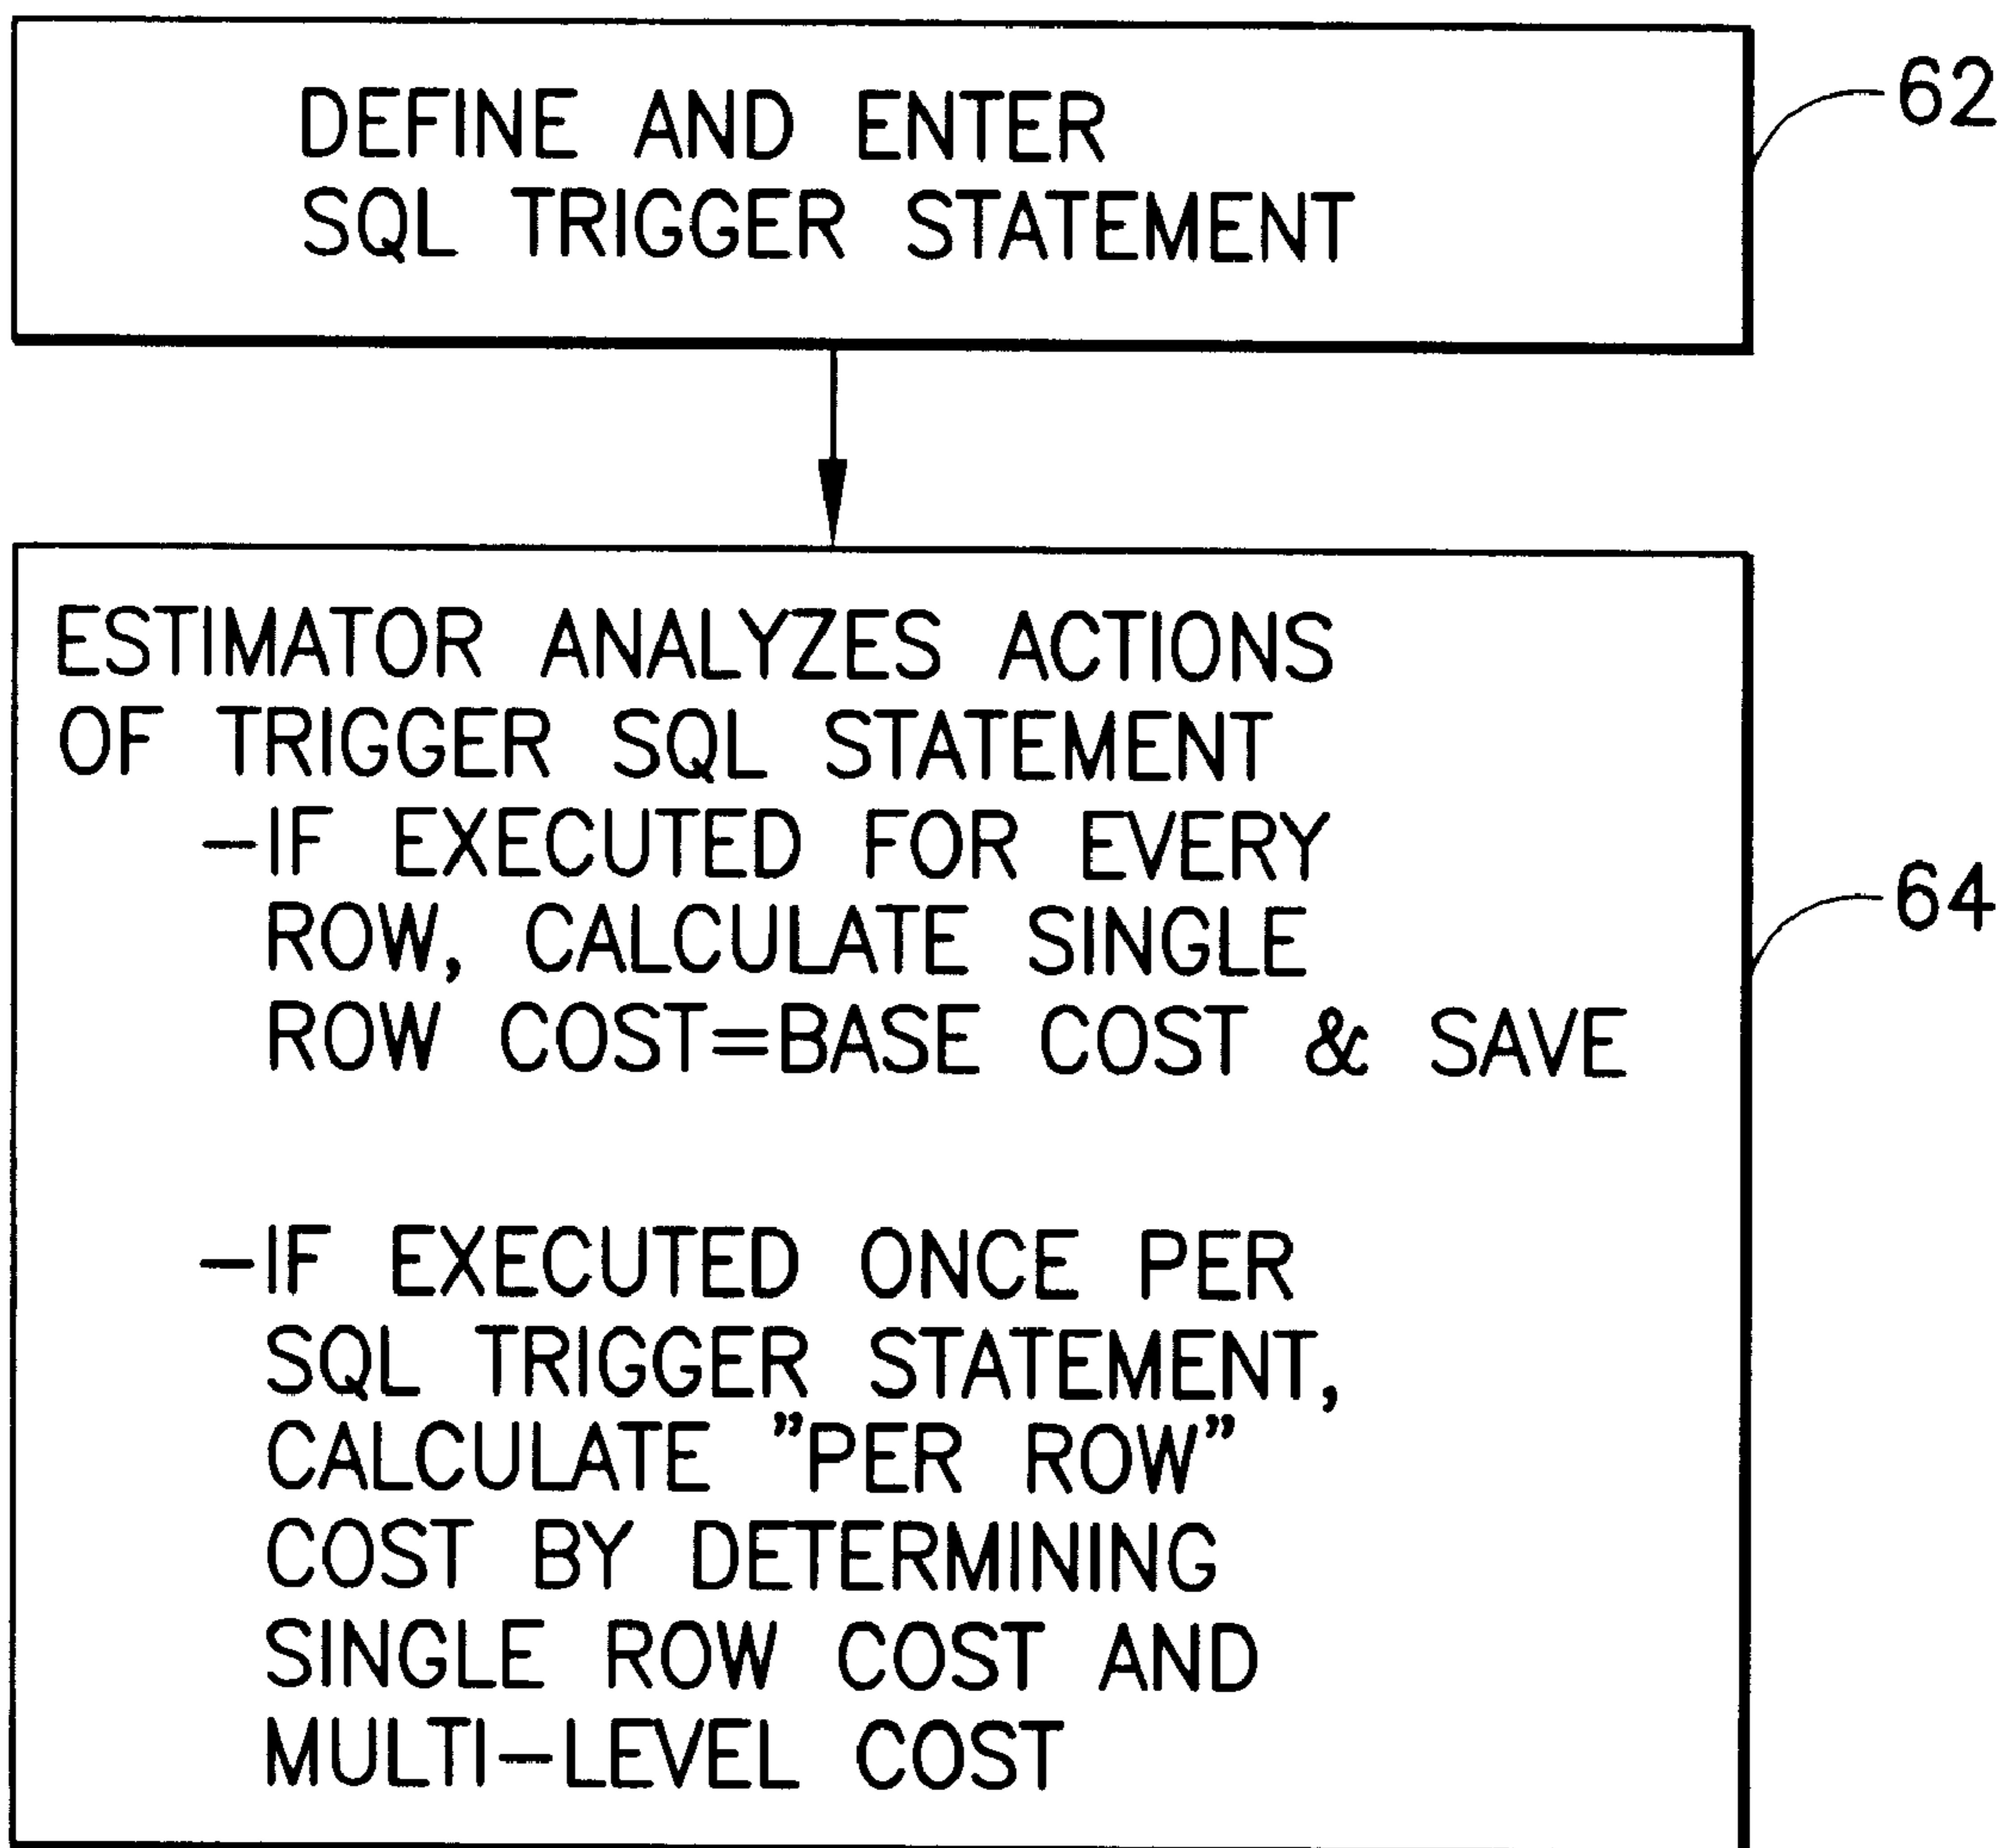 DEFINE AND ENTER
SQL TRIGGER STATEMENT
62
ESTIMATOR ANALYZES ACTIONS
OF TRIGGER SQL STATEMENT
-IF EXECUTED FOR EVERY
ROW, CALCULATE SINGLE
ROW COST=BASE COST & SAVE
64
-IF EXECUTED ONCE PER
SQL TRIGGER STATEMENT,
CALCULATE ”PER ROW”
COST BY DETERMINING
SINGLE ROW COST AND
MULTI-LEVEL COST